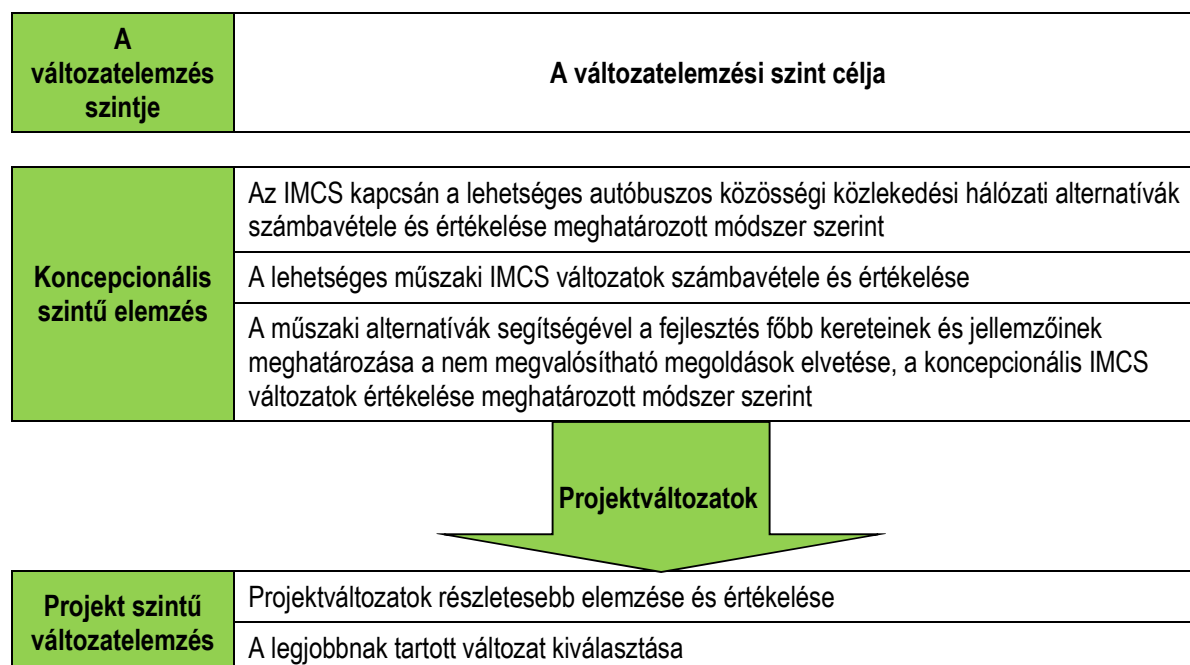 A
változatelemzés
szintje
A változatelemzési szint célja
Koncepcionális
szintű elemzés
Az IMCS kapcsán a lehetséges autóbuszos közösségi közlekedési hálózati alternatívák
számbavétele és értékelése meghatározott módszer szerint
A lehetséges műszaki IMCS változatok számbavétele és értékelése
A műszaki alternatívák segítségével a fejlesztés főbb kereteinek és jellemzőinek
meghatározása a nem megvalósítható megoldások elvetése, a koncepcionális IMCS
változatok értékelése meghatározott módszer szerint
Projektváltozatok
Projekt szintű
változatelemzés
Projektváltozatok részletesebb elemzése és értékelése
A legjobbnak tartott változat kiválasztása